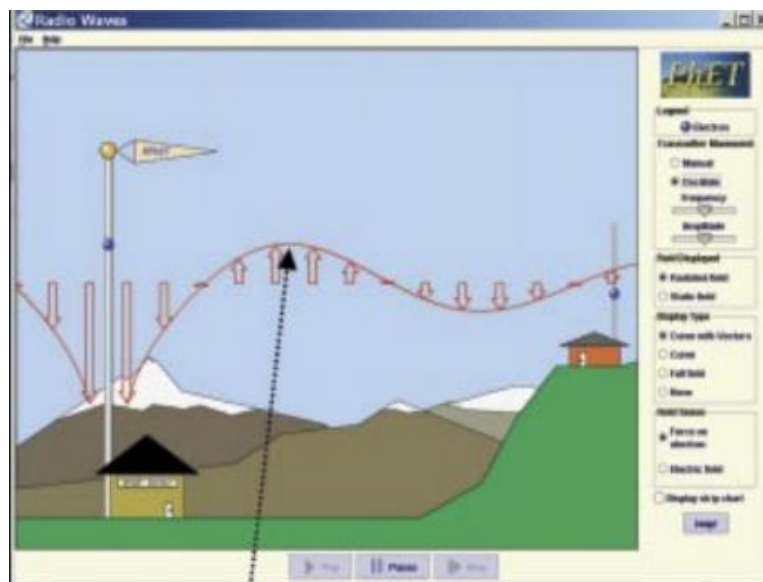 Radio Waves
File Help
PhET
Legend
Electron
Transmitter Movement
Manual
Oscillate
Frequency
Amplitude
Field Displayed
Radiated field
Static field
Display Type
Curve with Vectors
Curve
Full field
None
Field Sense
Force on
electron
Electric field
Display strip chart
Help!
Play
Pause
Step